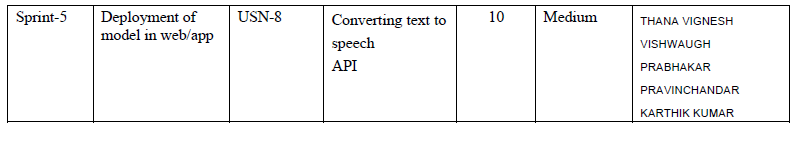 Sprint-5
Deployment of
model in web/app
USN-8
Converting text to
speech
API
10
Medium
THANA VIGNESH
VISHWAUGH
PRABHAKAR
PRAVINCHANDAR
KARTHIK KUMAR